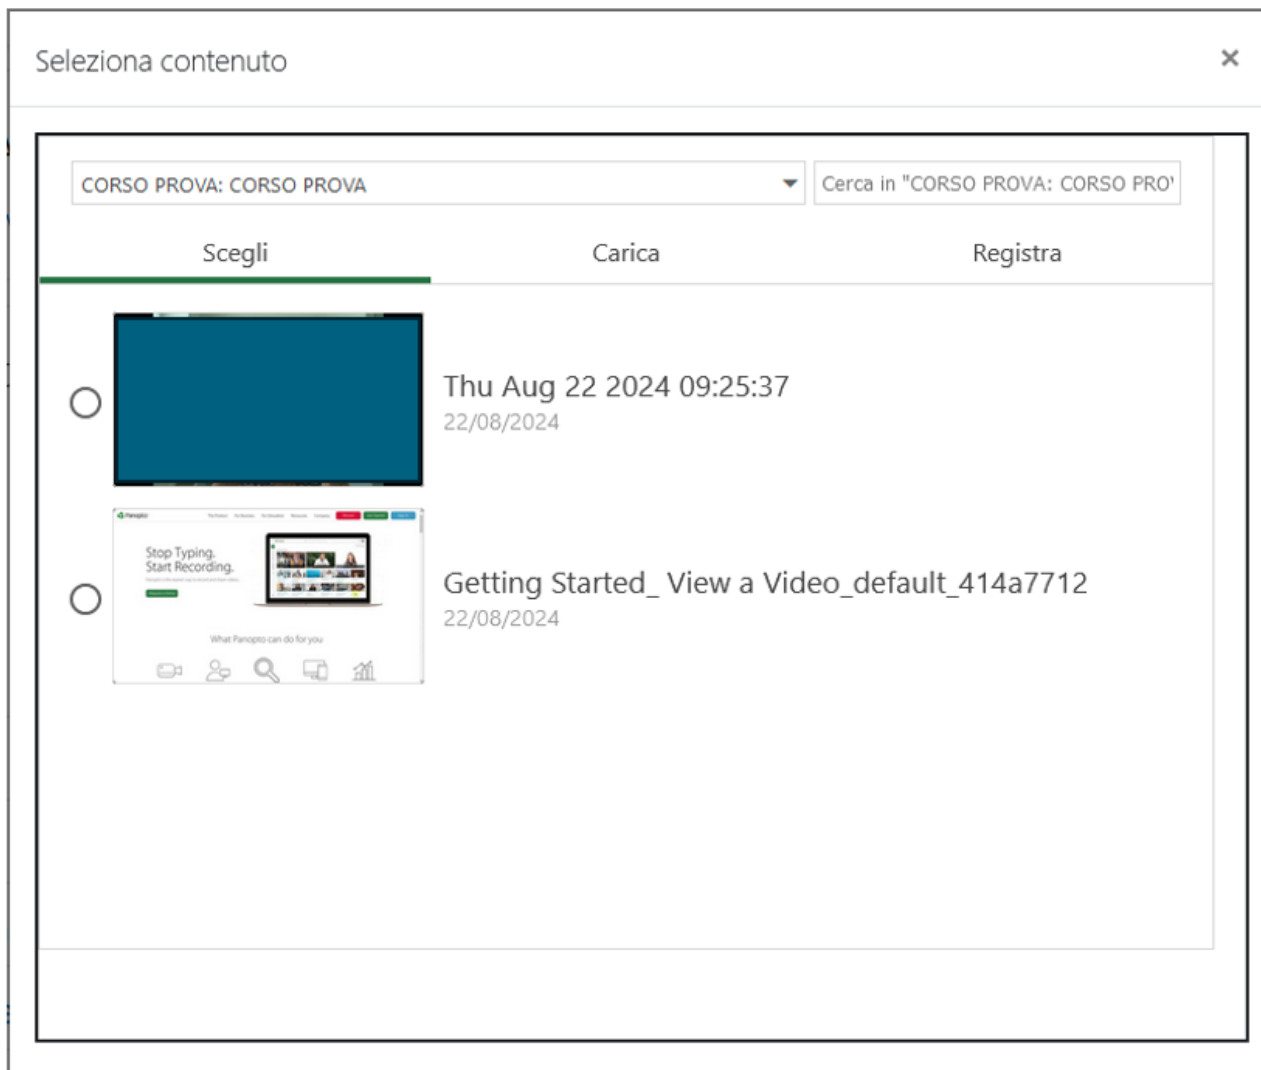 Seleziona contenuto
×
CORSO PROVA: CORSO PROVA
Cerca in "CORSO PROVA: CORSO PRO
Scegli
Carica
Registra
Thu Aug 22 2024 09:25:37
22/08/2024
Panopto
Stop Typing.
Start Recording.
What Panopto can do for you
Getting Started_ View a Video_default_414a7712
22/08/2024